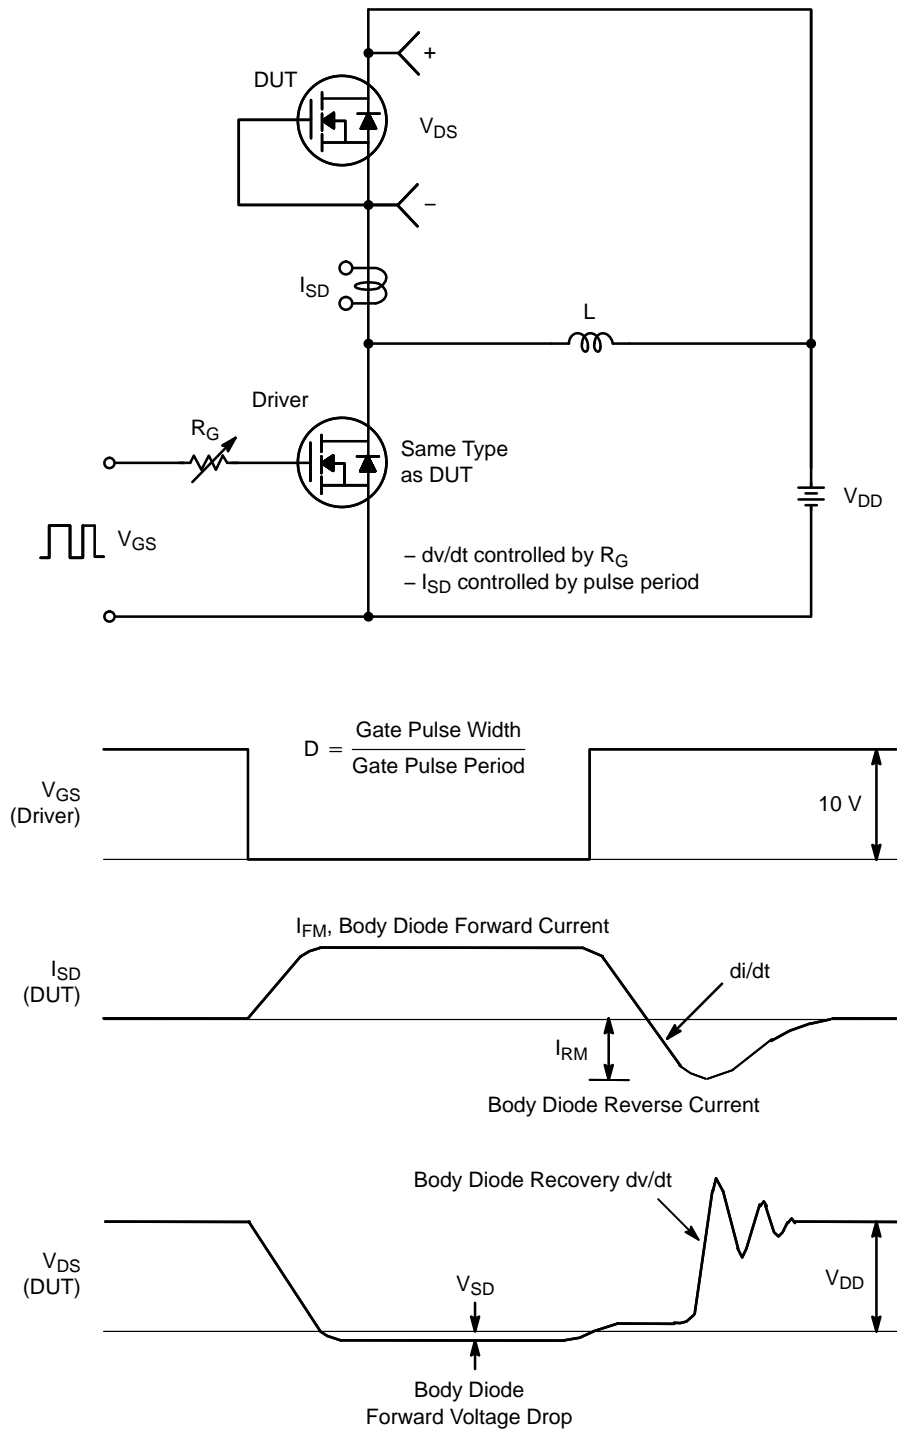 +
DUT
V_DS
–
I_SD
L
Driver
R_G
Same Type
as DUT
V_DD
V_GS
– dv/dt controlled by R_G
– I_SD controlled by pulse period
D = Gate Pulse Width
Gate Pulse Period
V_GS
(Driver)
10 V
I_FM, Body Diode Forward Current
I_SD
(DUT)
di/dt
I_RM
Body Diode Reverse Current
Body Diode Recovery dv/dt
V_DS
(DUT)
V_SD
V_DD
Body Diode
Forward Voltage Drop